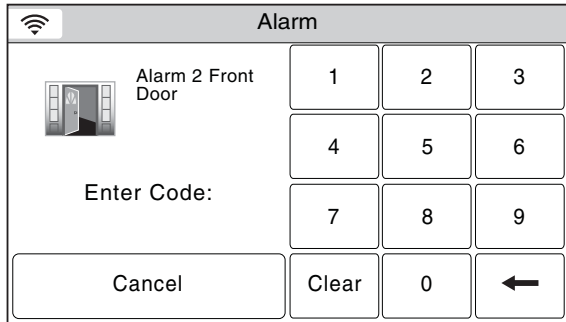 Alarm
Alarm 2 Front
Door
Enter Code:
1 2 3
4 5 6
7 8 9
Cancel Clear 0